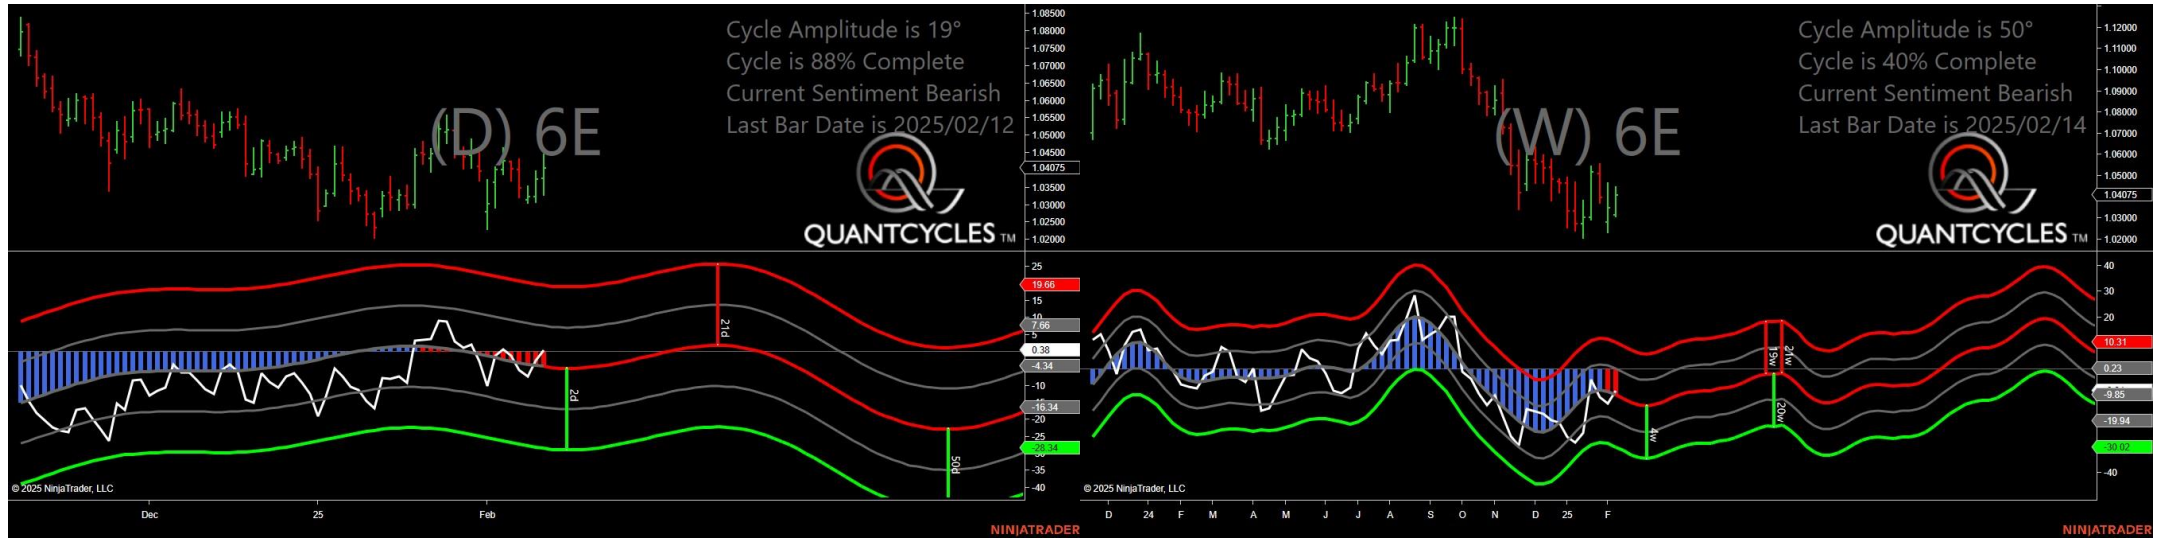 Cycle Amplitude is 19°
Cycle is 88% Complete
Current Sentiment Bearish
Last Bar Date is 2025/02/12
(D) 6E
QUANTCYCLES TM
1.08500
1.08000
1.07500
1.07000
1.06500
1.06000
1.05500
1.05000
1.04500
1.04075
1.03500
1.03000
1.02500
1.02000
25
19.66
15
10
7.66
5
0.38
-4.34
-10
-16.34
-20
-25
-28.34
-30
-35
-40
21d
2d
50d
© 2025 NinjaTrader, LLC
Dec
25
Feb
NINJATRADER
Cycle Amplitude is 50°
Cycle is 40% Complete
Current Sentiment Bearish
Last Bar Date is 2025/02/14
(W) 6E
QUANTCYCLES TM
1.12000
1.11000
1.10000
1.09000
1.08000
1.07000
1.06000
1.05000
1.04075
1.03000
1.02000
40
30
20
10.31
0.23
-9.85
-19.94
-30.02
-40
4w
19w
21w
20w
© 2025 NinjaTrader, LLC
D
24
F
M
A
M
J
J
A
S
O
N
D
25
F
NINJATRADER